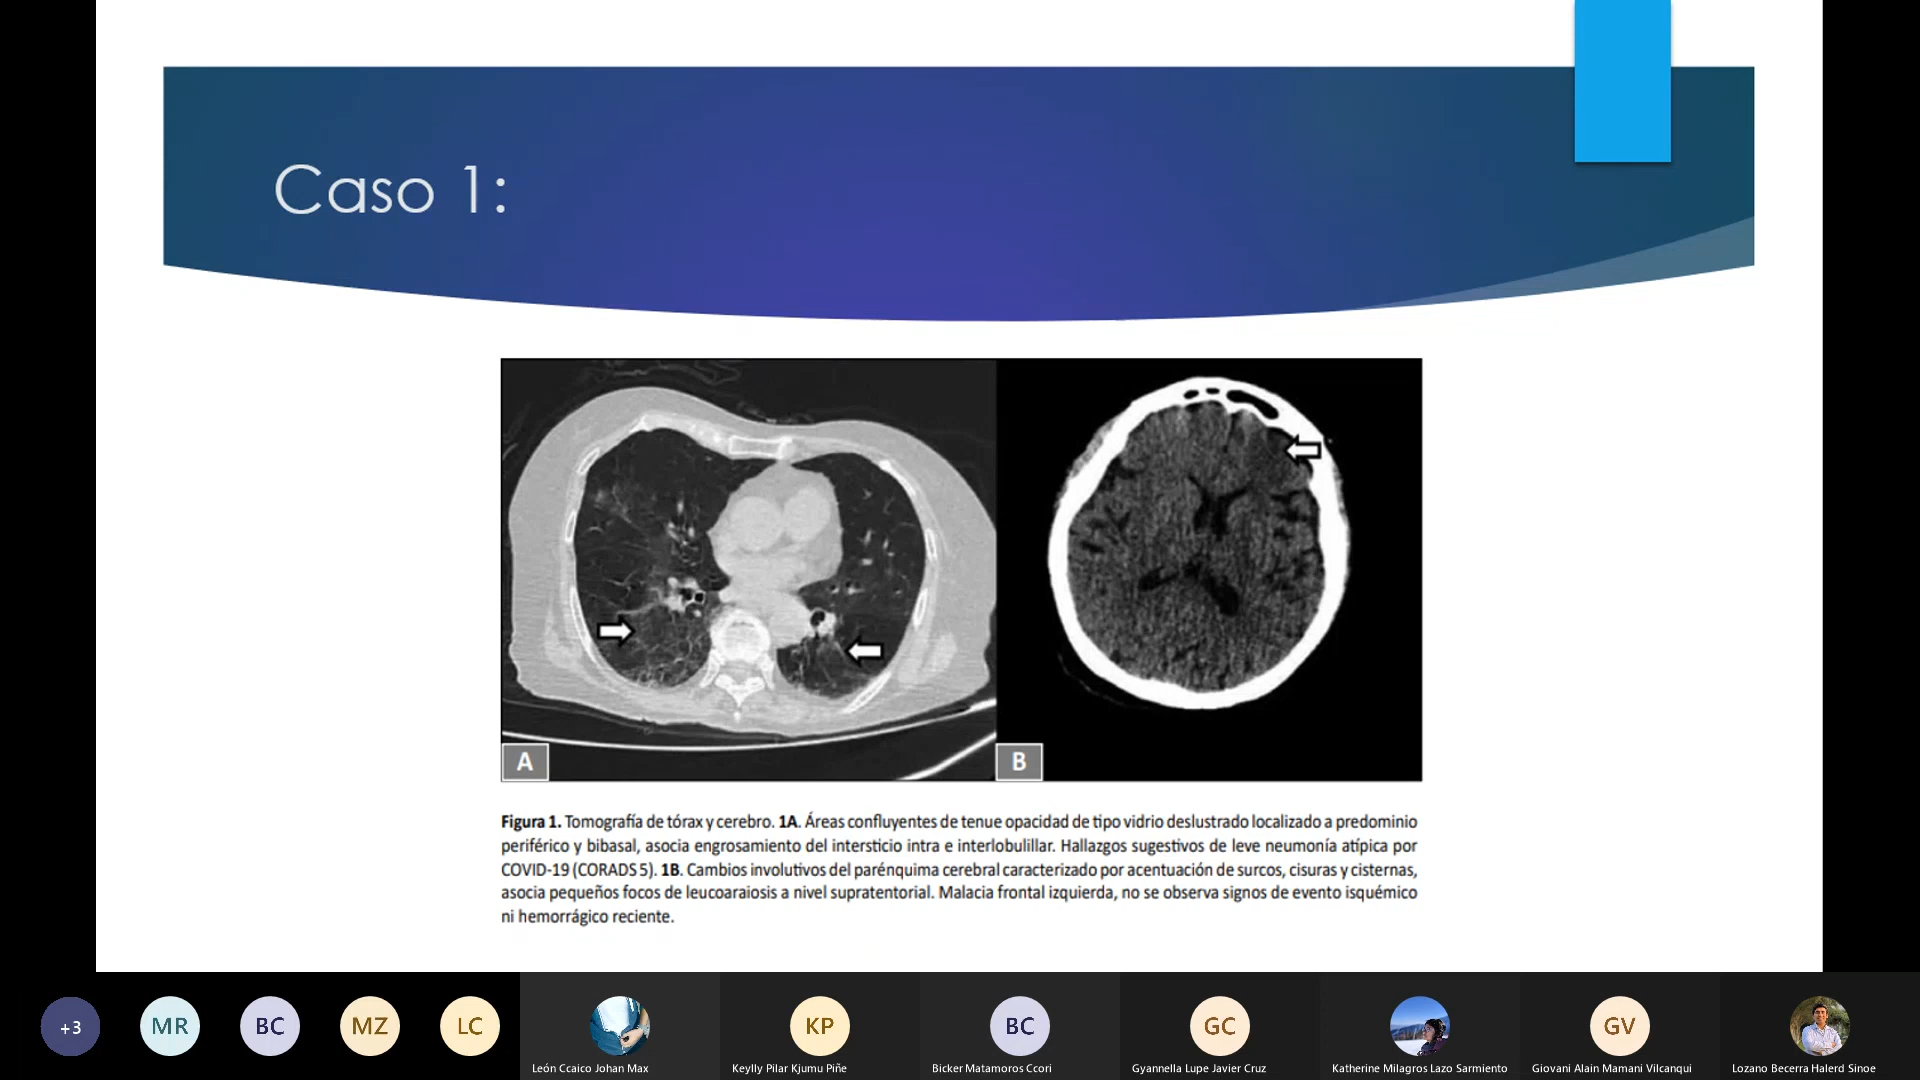 Caso 1:
A
B
Figura 1. Tomografía de tórax y cerebro. 1A. Áreas confluyentes de tenue opacidad de tipo vidrio deslustrado localizado a predominio
periférico y bibasal, asocia engrosamiento del intersticio intra e interlobulillar. Hallazgos sugestivos de leve neumonía atípica por
COVID-19 (CORADS 5). 1B. Cambios involutivos del parénquima cerebral caracterizado por acentuación de surcos, cisuras y cisternas,
asocia pequeños focos de leucoaraiosis a nivel supratentorial. Malacia frontal izquierda, no se observa signos de evento isquémico
ni hemorrágico reciente.
+3
MR
BC
MZ
LC
KP
BC
GC
GV
León Ccaico Johan Max
Keylly Pilar Kjumu Piñe
Bicker Matamoros Ccori
Gyannella Lupe Javier Cruz
Katherine Milagros Lazo Sarmiento
Giovani Alain Mamani Vilcanqui
Lozano Becerra Halerd Sinoe